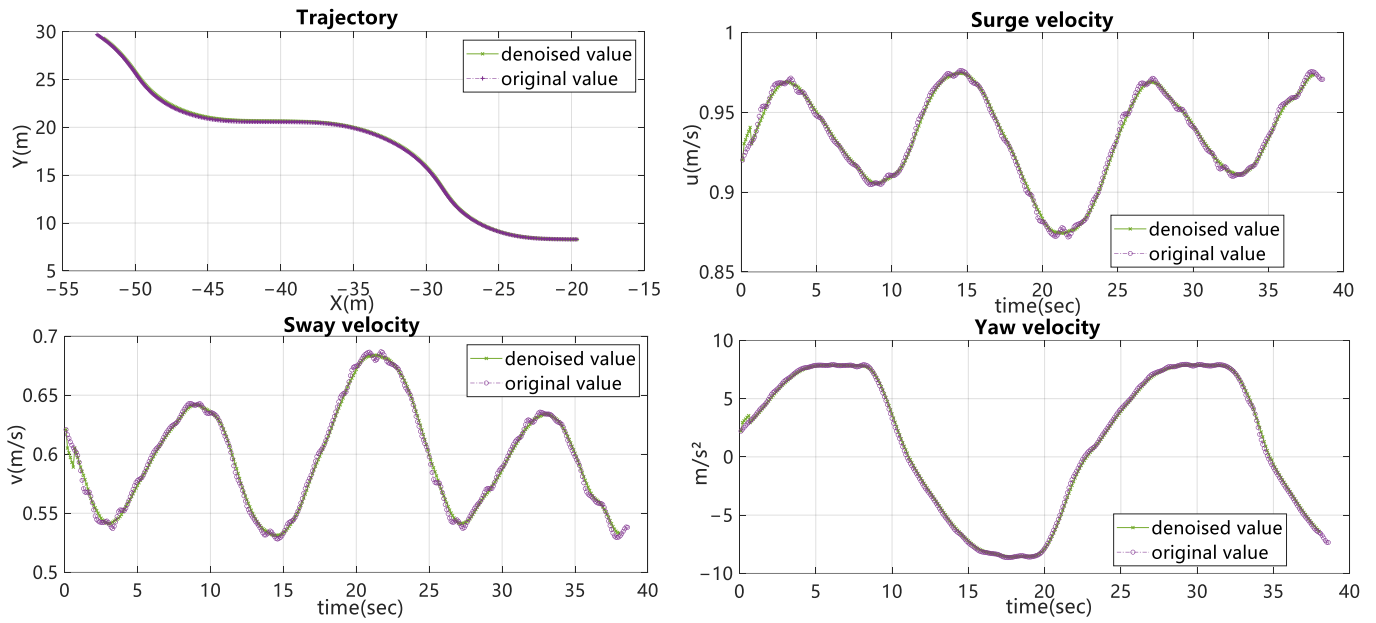 Trajectory
30
25
20
15
10
5
Y(m)
denoised value
original value
−55 −50 −45 −40 −35 −30 −25 −20 −15
X(m)
Surge velocity
1
0.95
0.9
0.85
u(m/s)
denoised value
original value
0 5 10 15 20 25 30 35 40
time(sec)
Sway velocity
0.7
0.65
0.6
0.55
0.5
v(m/s)
denoised value
original value
0 5 10 15 20 25 30 35 40
time(sec)
Yaw velocity
10
5
0
−5
−10
m/s²
denoised value
original value
0 5 10 15 20 25 30 35 40
time(sec)